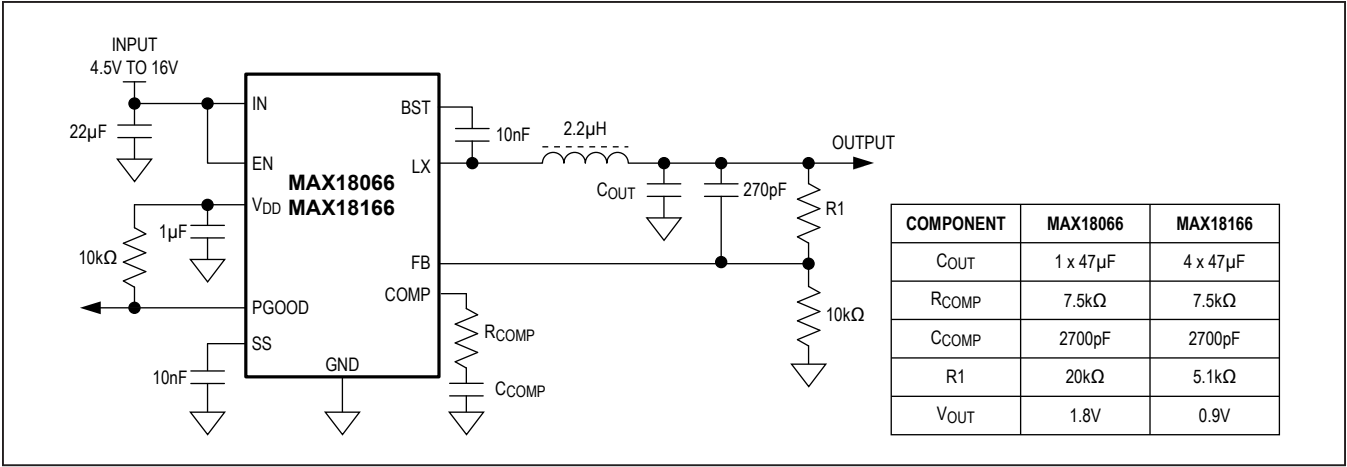 INPUT
4.5V TO 16V
22µF
IN
EN
VDD
1µF
10kΩ
PGOOD
SS
10nF
MAX18066
MAX18166
GND
BST
10nF
LX
2.2µH
COUT
270pF
R1
OUTPUT
FB
COMP
10kΩ
RCOMP
CCOMP
COMPONENT MAX18066 MAX18166
COUT 1 x 47µF 4 x 47µF
RCOMP 7.5kΩ 7.5kΩ
CCOMP 2700pF 2700pF
R1 20kΩ 5.1kΩ
VOUT 1.8V 0.9V